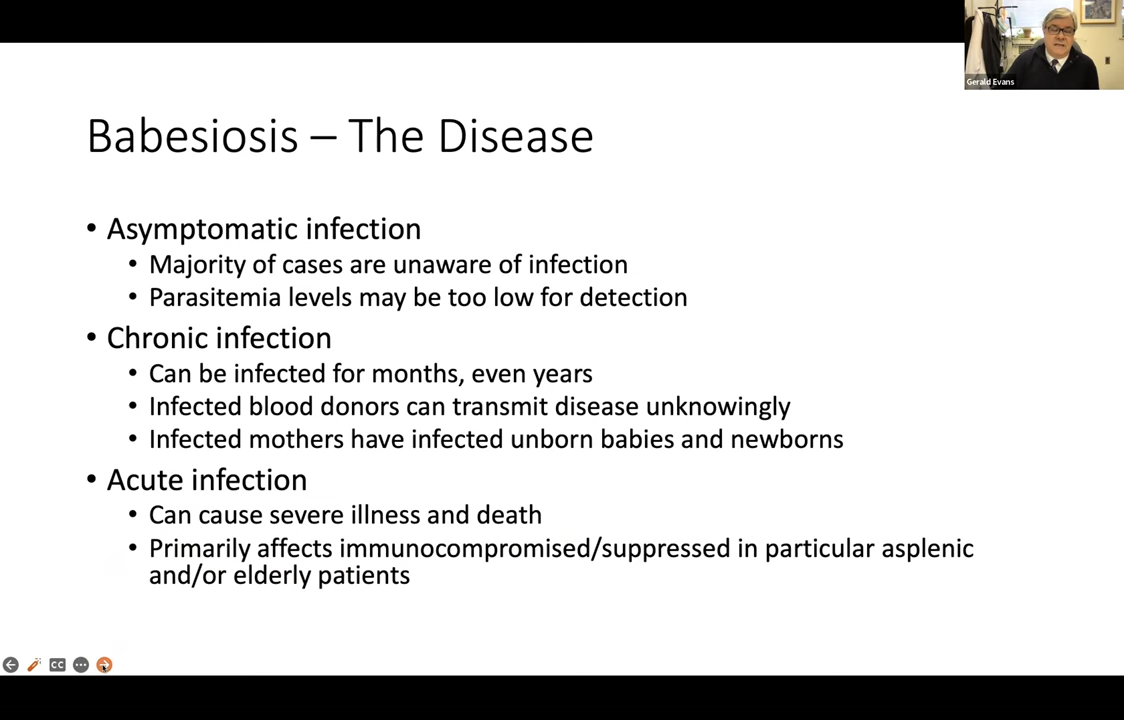 Gerald Evans
Babesiosis – The Disease
• Asymptomatic infection
• Majority of cases are unaware of infection
• Parasitemia levels may be too low for detection
• Chronic infection
• Can be infected for months, even years
• Infected blood donors can transmit disease unknowingly
• Infected mothers have infected unborn babies and newborns
• Acute infection
• Can cause severe illness and death
• Primarily affects immunocompromised/suppressed in particular asplenic
and/or elderly patients
CC